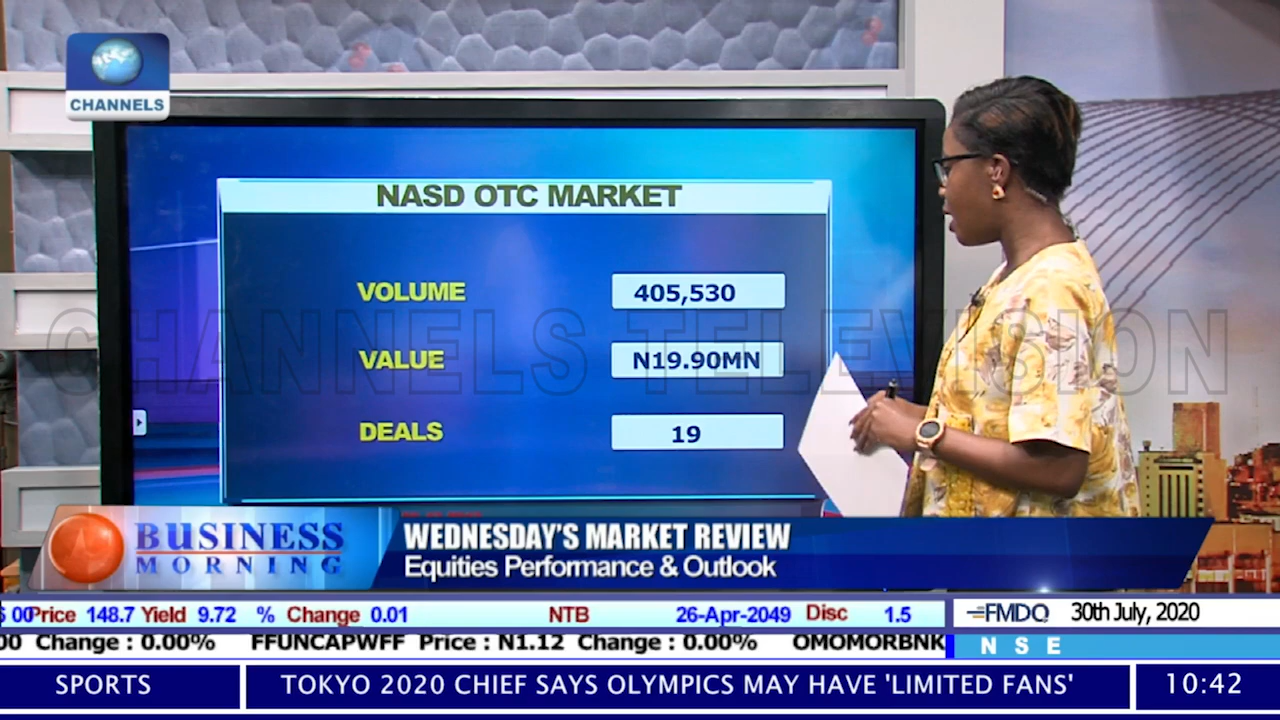 CHANNELS
NASD OTC MARKET
VOLUME 405,530
VALUE N19.90MN
DEALS 19
CHANNELS TELEVISION
BUSINESS
MORNING
WEDNESDAY'S MARKET REVIEW
Equities Performance & Outlook
Price 148.7 Yield 9.72 % Change 0.01 NTB 26-Apr-2049 Disc 1.5
FMDQ 30th July, 2020
00 Change : 0.00% FFUNCAPWFF Price : N1.12 Change : 0.00% OMOMORBNK
N S E
SPORTS TOKYO 2020 CHIEF SAYS OLYMPICS MAY HAVE 'LIMITED FANS' 10:42